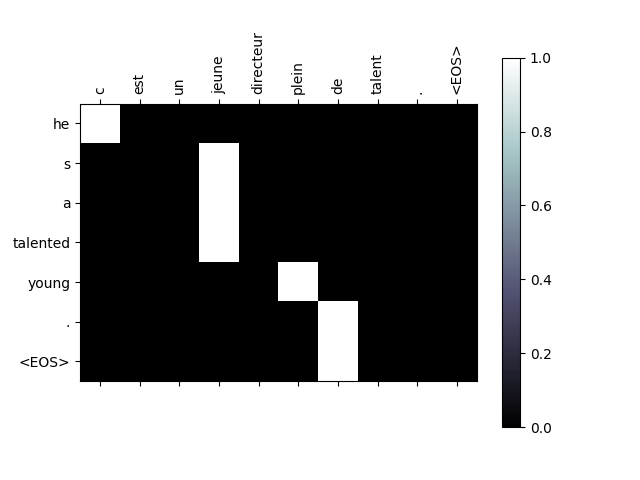 c est un jeune directeur plein de talent . <EOS>
he
s
a
talented
young
.
<EOS>
1.0
0.8
0.6
0.4
0.2
0.0